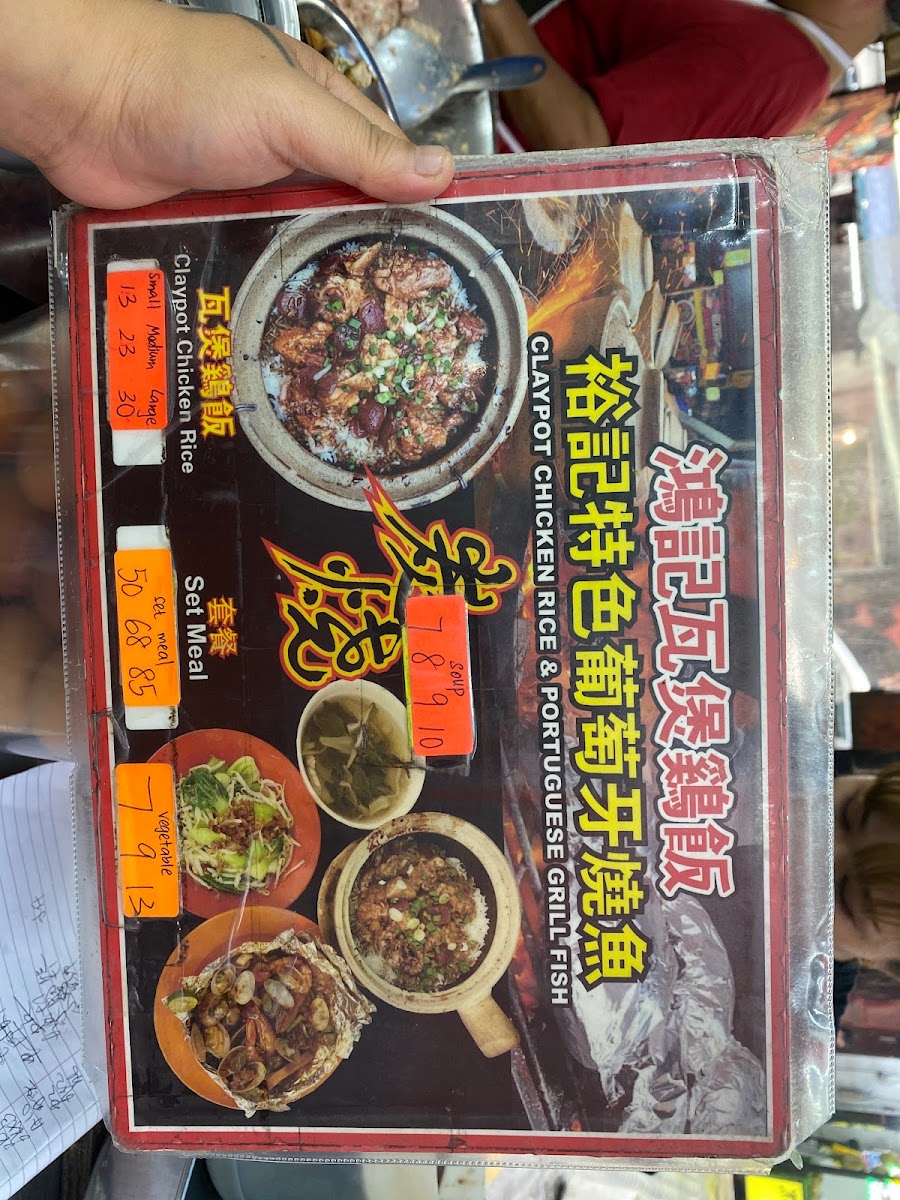 鴻記瓦煲雞飯
裕記特色葡萄牙燒魚
CLAYPOT CHICKEN RICE & PORTUGUESE GRILL FISH
soup
7 8 9 10
瓦煲雞飯
Claypot Chicken Rice
small Medium Large
13 23 30
套餐
Set Meal
set meal
50 68 85
vegetable
7 9 13